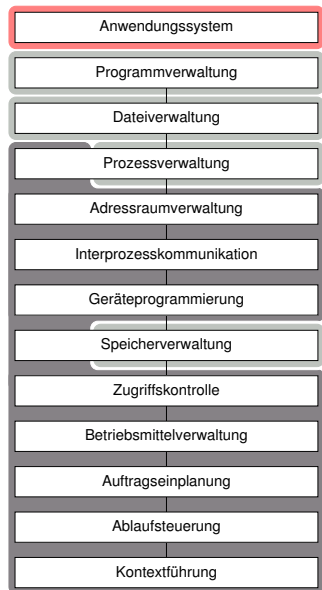 Anwendungssystem
Programmverwaltung
Dateiverwaltung
Prozessverwaltung
Adressraumverwaltung
Interprozesskommunikation
Geräteprogrammierung
Speicherverwaltung
Zugriffskontrolle
Betriebsmittelverwaltung
Auftragseinplanung
Ablaufsteuerung
Kontextführung